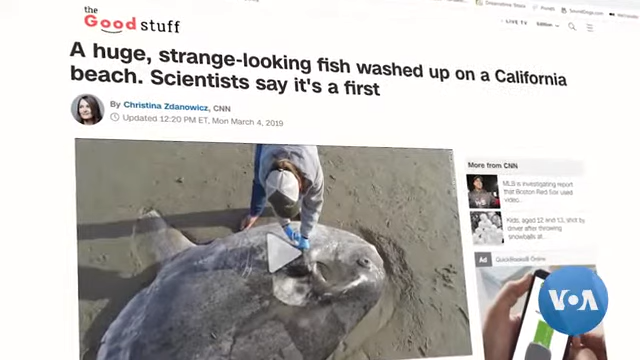 the
Good stuff
LIVE TV
Edition
A huge, strange-looking fish washed up on a California
beach. Scientists say it's a first
By Christina Zdanowicz, CNN
Updated 12:20 PM ET, Mon March 4, 2019
More from CNN
MLB is investigating report
that Boston Red Sox used
video...
Kids, aged 12 and 13, shot by
driver after throwing
snowballs at...
Ad
QuickBooks® Online
VOA